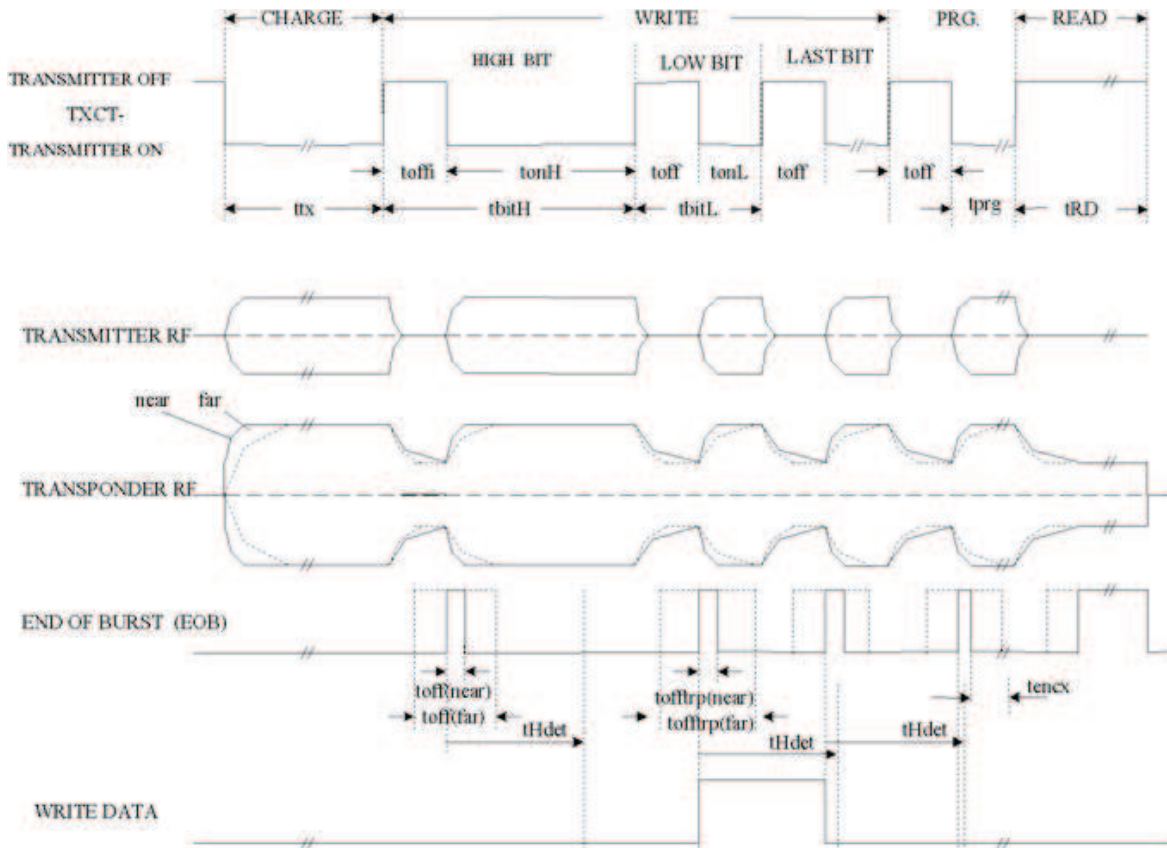 CHARGE WRITE PRG. READ
HIGH BIT LOW BIT LAST BIT
TRANSMITTER OFF
TXCT-
TRANSMITTER ON
toffi tonH toff tonL toff toff
ttx tbitH tbitL tprg tRD
TRANSMITTER RF
near far
TRANSPONDER RF
END OF BURST (EOB)
toff(near) tofftrp(near) tencx
toff(far) tofftrp(far)
tHdet tHdet tHdet
WRITE DATA